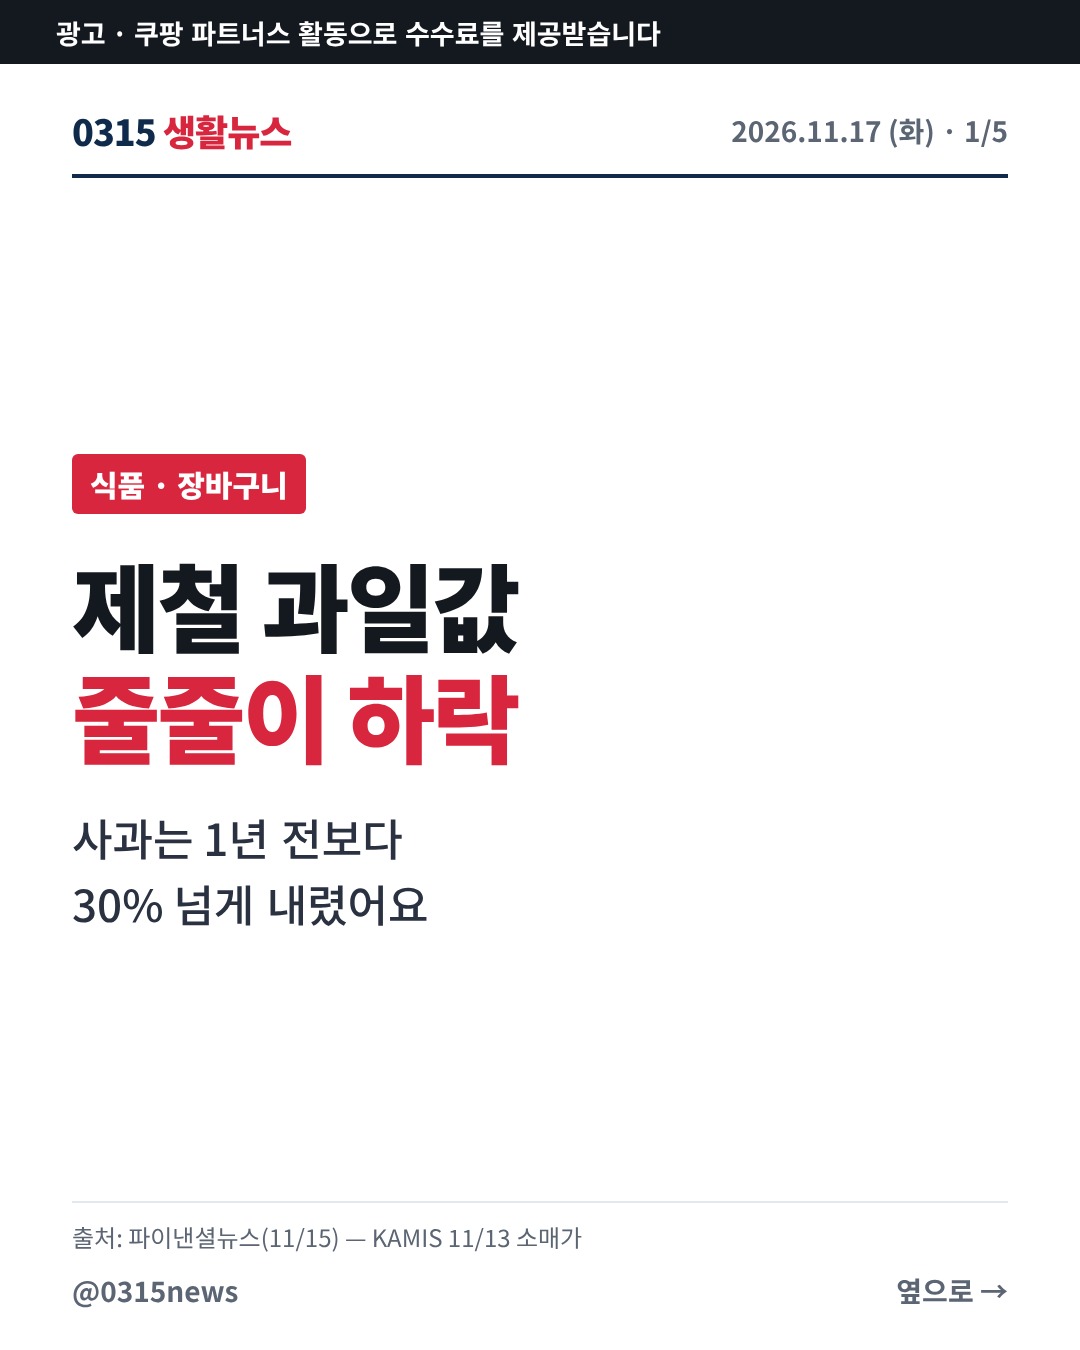 광고 · 쿠팡 파트너스 활동으로 수수료를 제공받습니다
0315 생활뉴스
2026.11.17 (화) · 1/5
식품 · 장바구니
제철 과일값
줄줄이 하락
사과는 1년 전보다
30% 넘게 내렸어요
출처: 파이낸셜뉴스(11/15) — KAMIS 11/13 소매가
@0315news
옆으로 →